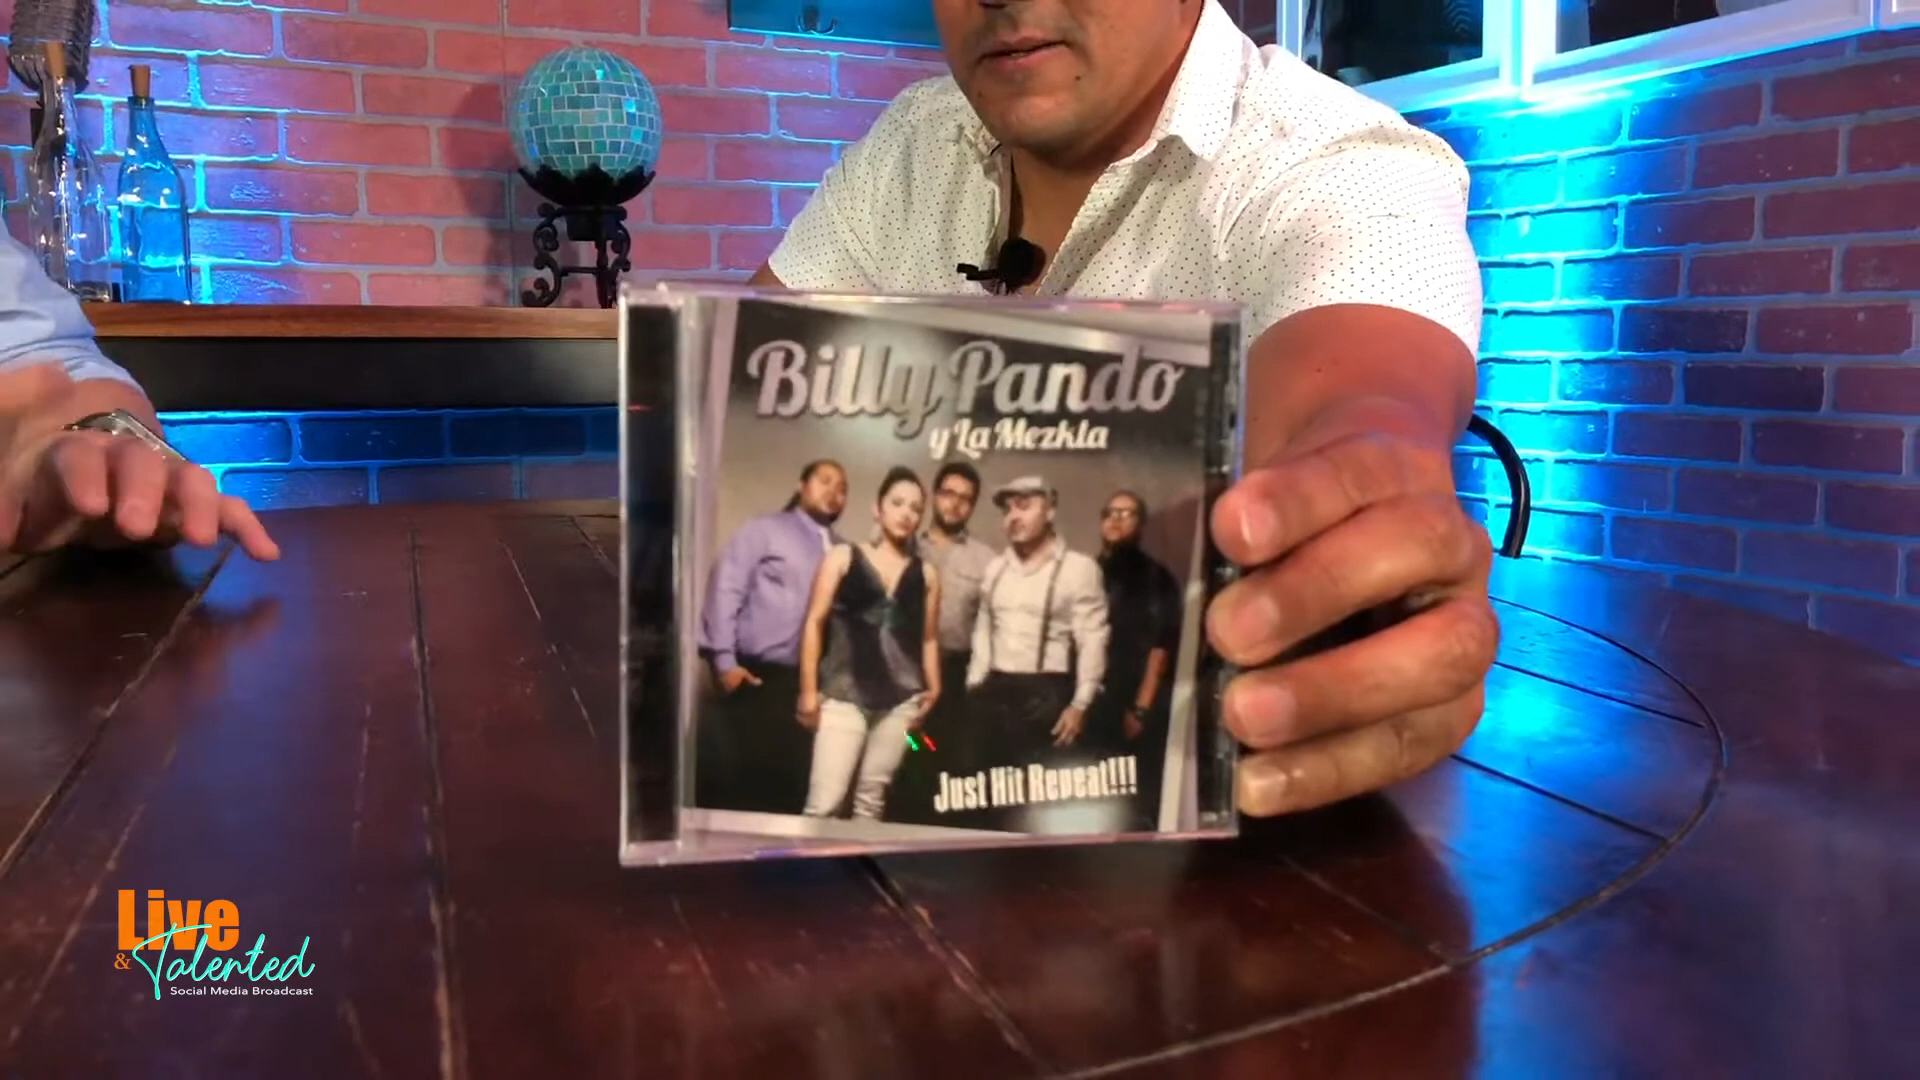 Billy Pando
y La Mezkla
Just Hit Repeat!!!
Live
& Talented
Social Media Broadcast